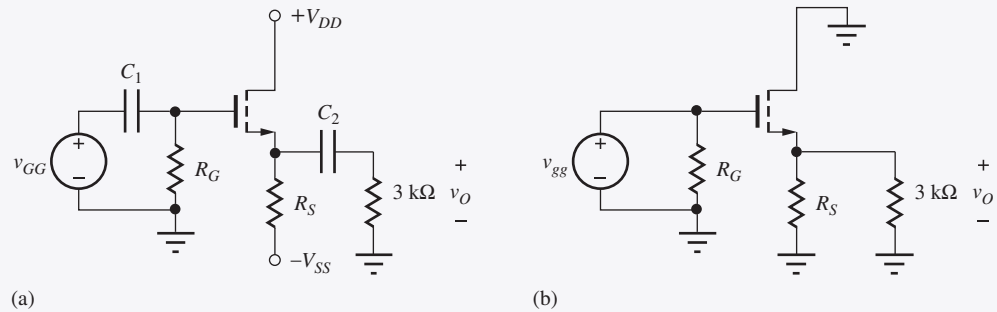 +V_DD
C_1
C_2
+
−
v_GG
R_G
R_S
3 kΩ
+
v_O
−
−V_SS
(a)
+
−
v_gg
R_G
R_S
3 kΩ
+
v_O
−
(b)